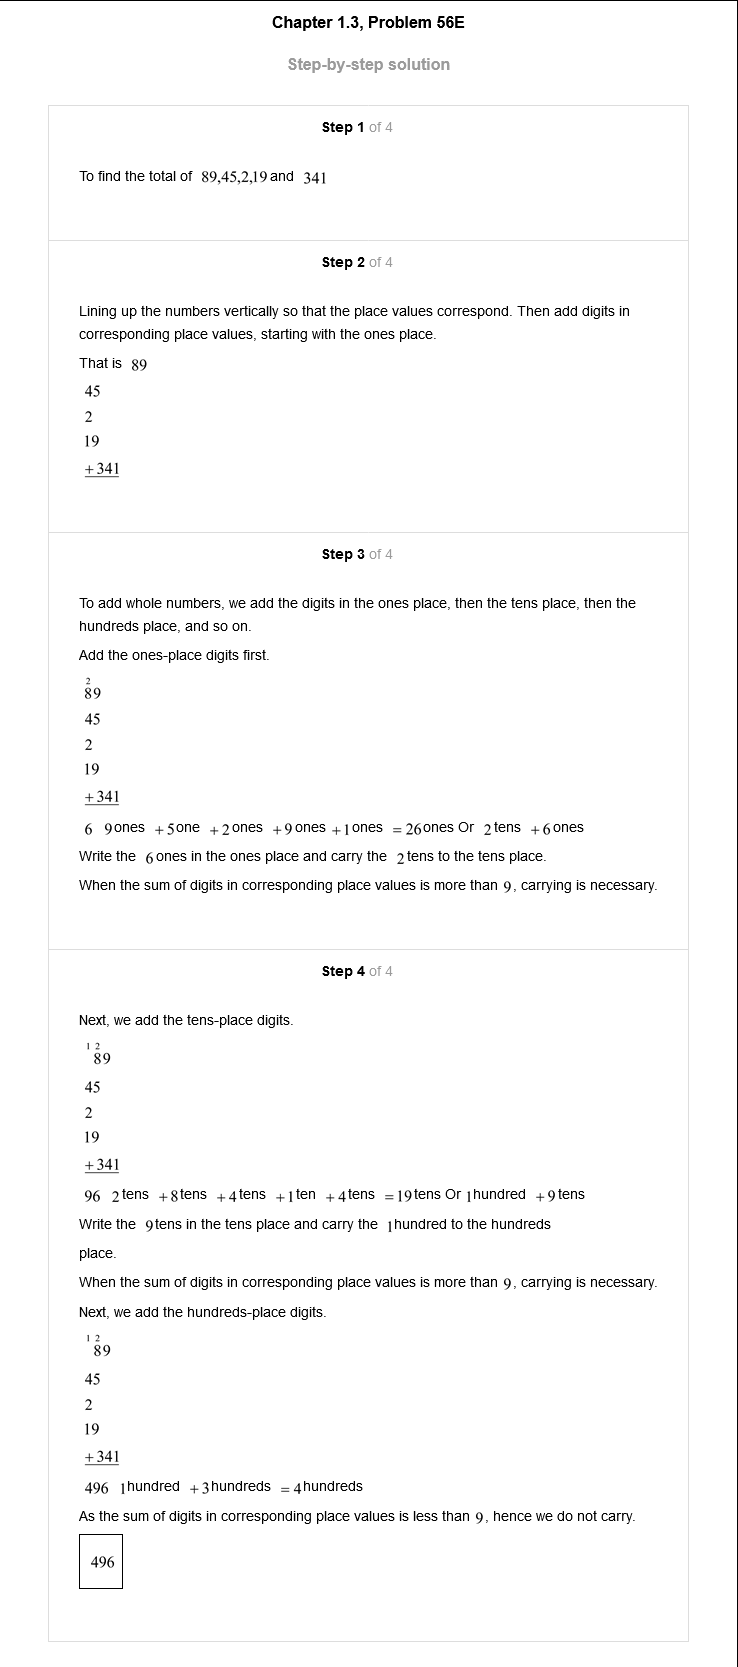 Chapter 1.3, Problem 56E
Step-by-step solution
Step 1 of 4
To find the total of 89,45,2,19 and 341
Step 2 of 4
Lining up the numbers vertically so that the place values correspond. Then add digits in
corresponding place values, starting with the ones place.
That is 89
45
2
19
+341
Step 3 of 4
To add whole numbers, we add the digits in the ones place, then the tens place, then the
hundreds place, and so on.
Add the ones-place digits first.
2
89
45
2
19
+341
6 9 ones +5 one +2 ones +9 ones +1 ones = 26 ones Or 2 tens +6 ones
Write the 6 ones in the ones place and carry the 2 tens to the tens place.
When the sum of digits in corresponding place values is more than 9, carrying is necessary.
Step 4 of 4
Next, we add the tens-place digits.
1 2
89
45
2
19
+341
96 2 tens +8 tens +4 tens +1 ten +4 tens =19 tens Or 1 hundred +9 tens
Write the 9 tens in the tens place and carry the 1 hundred to the hundreds
place.
When the sum of digits in corresponding place values is more than 9, carrying is necessary.
Next, we add the hundreds-place digits.
1 2
89
45
2
19
+341
496 1 hundred +3 hundreds = 4 hundreds
As the sum of digits in corresponding place values is less than 9, hence we do not carry.
496